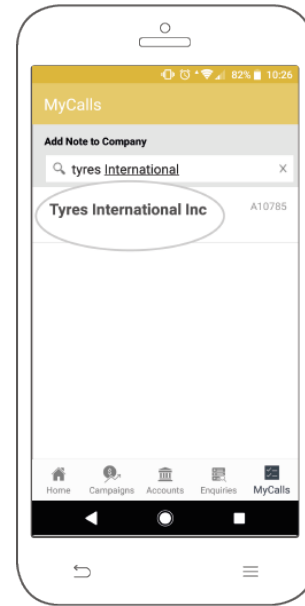 82% 10:26
MyCalls
Add Note to Company
tyres International X
Tyres International Inc A10785
Home Campaigns Accounts Enquiries MyCalls